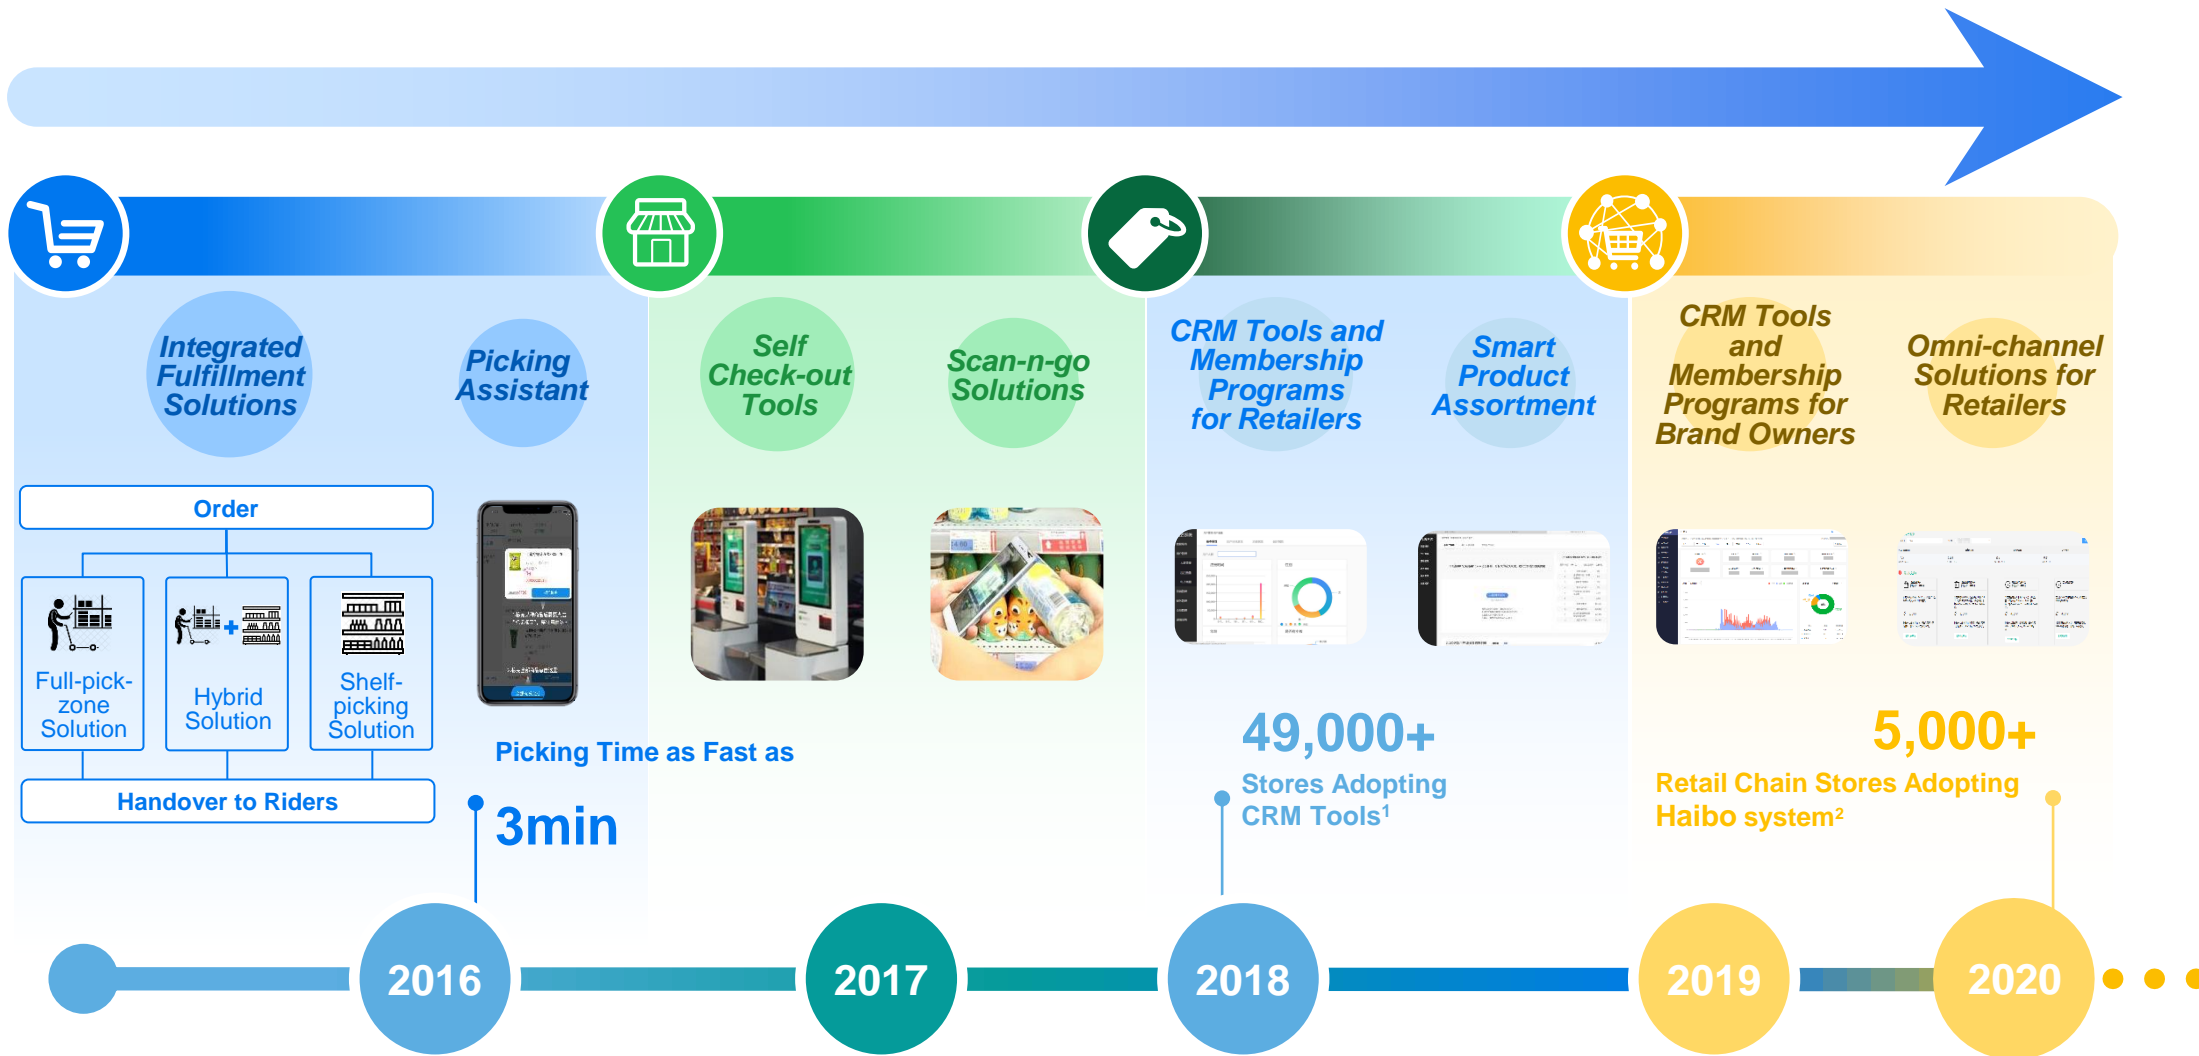 Integrated
Fulfillment
Solutions
Picking
Assistant
Self
Check-out
Tools
Scan-n-go
Solutions
CRM Tools and
Membership
Programs
for Retailers
Smart
Product
Assortment
CRM Tools
and
Membership
Programs for
Brand Owners
Omni-channel
Solutions for
Retailers
Order
Full-pick-
zone
Solution
Hybrid
Solution
Shelf-
picking
Solution
Handover to Riders
Picking Time as Fast as
3min
49,000+
Stores Adopting
CRM Tools1
5,000+
Retail Chain Stores Adopting
Haibo system2
2016
2017
2018
2019
2020